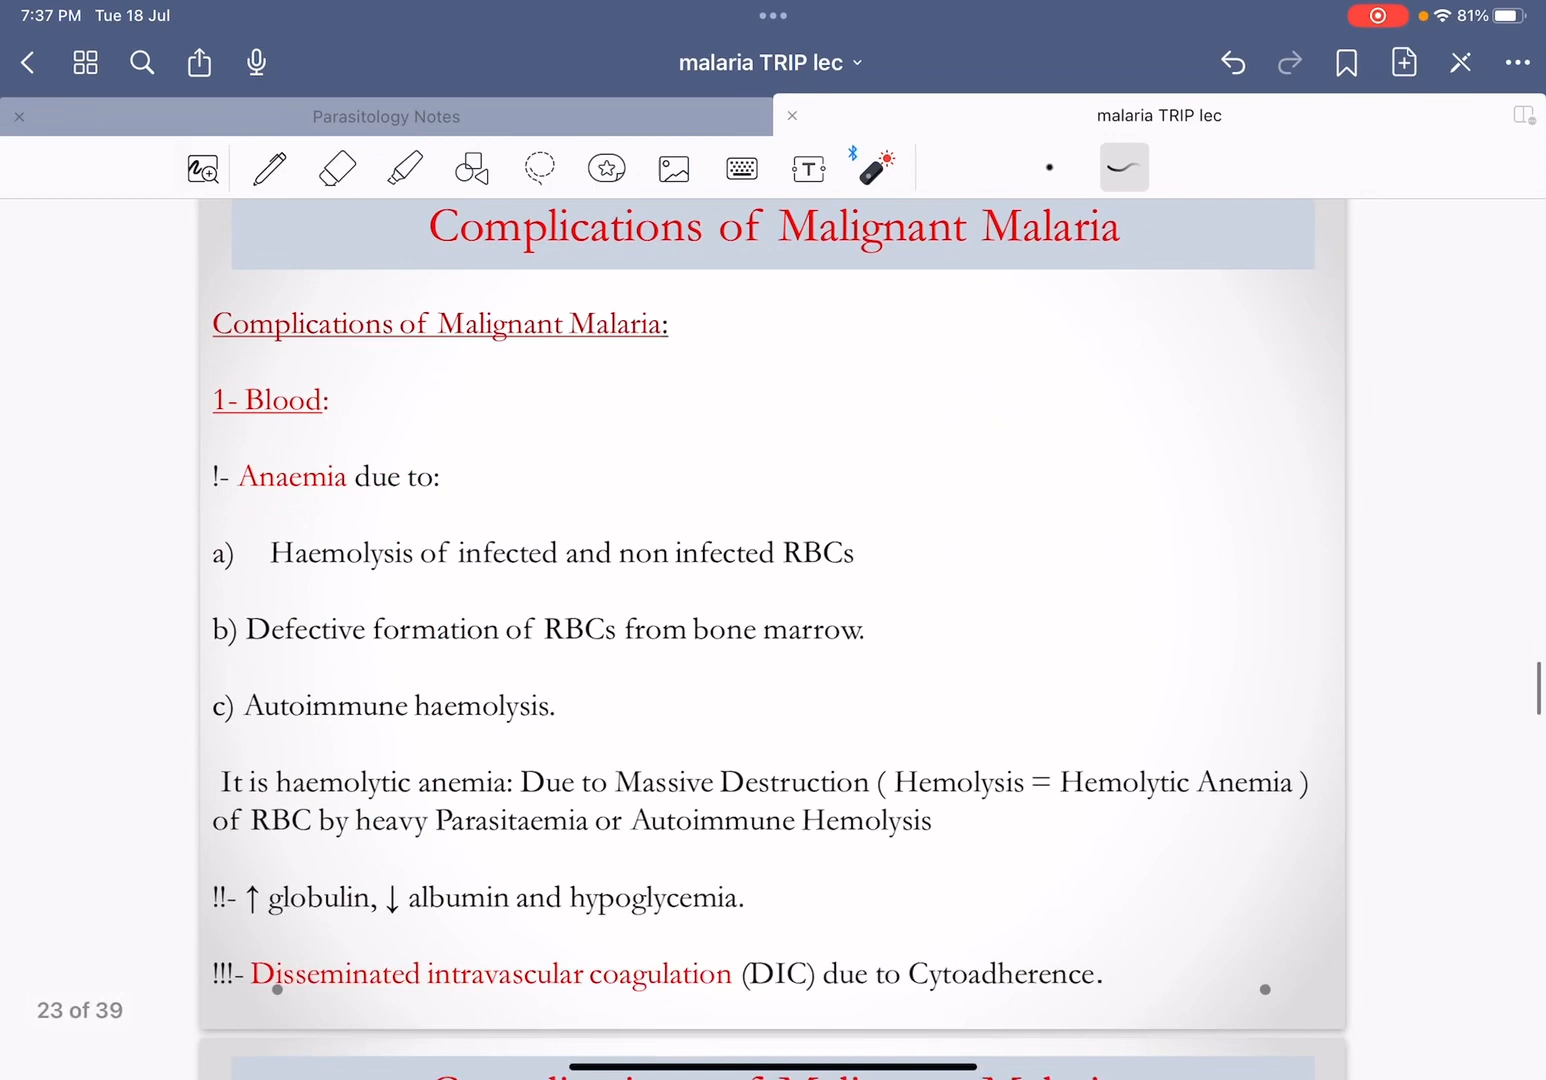 7:37 PM Tue 18 Jul
81%
malaria TRIP lec
Parasitology Notes
malaria TRIP lec
T
Complications of Malignant Malaria
Complications of Malignant Malaria:
1- Blood:
!- Anaemia due to:
a) Haemolysis of infected and non infected RBCs
b) Defective formation of RBCs from bone marrow.
c) Autoimmune haemolysis.
It is haemolytic anemia: Due to Massive Destruction ( Hemolysis = Hemolytic Anemia )
of RBC by heavy Parasitaemia or Autoimmune Hemolysis
!!- ↑ globulin, ↓ albumin and hypoglycemia.
!!!- Disseminated intravascular coagulation (DIC) due to Cytoadherence.
23 of 39